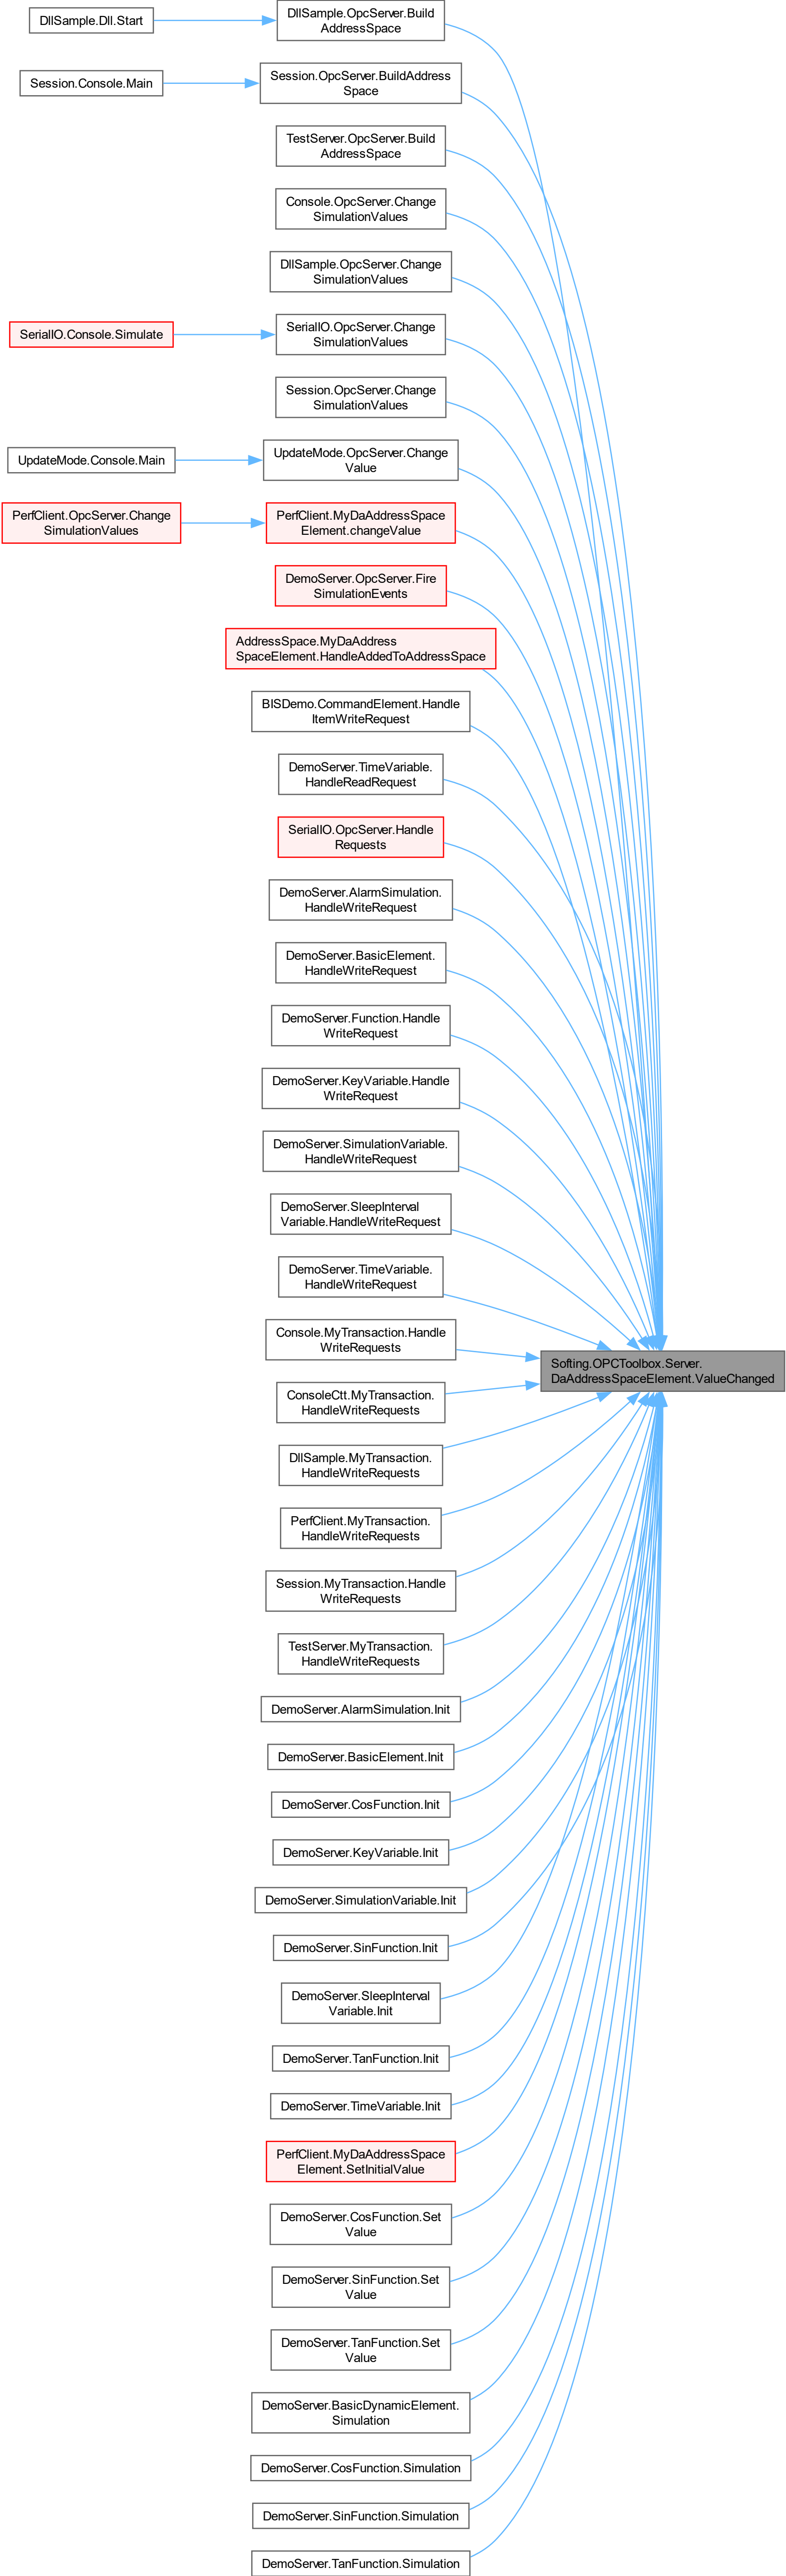 DllSample.Dll.Start
DllSample.OpcServer.Build
AddressSpace
Session.Console.Main
Session.OpcServer.BuildAddress
Space
TestServer.OpcServer.Build
AddressSpace
Console.OpcServer.Change
SimulationValues
DllSample.OpcServer.Change
SimulationValues
SerialIO.Console.Simulate
SerialIO.OpcServer.Change
SimulationValues
Session.OpcServer.Change
SimulationValues
UpdateMode.Console.Main
UpdateMode.OpcServer.Change
Value
PerfClient.OpcServer.Change
SimulationValues
PerfClient.MyDaAddressSpace
Element.changeValue
DemoServer.OpcServer.Fire
SimulationEvents
AddressSpace.MyDaAddress
SpaceElement.HandleAddedToAddressSpace
BISDemo.CommandElement.Handle
ItemWriteRequest
DemoServer.TimeVariable.
HandleReadRequest
SerialIO.OpcServer.Handle
Requests
DemoServer.AlarmSimulation.
HandleWriteRequest
DemoServer.BasicElement.
HandleWriteRequest
DemoServer.Function.Handle
WriteRequest
DemoServer.KeyVariable.Handle
WriteRequest
DemoServer.SimulationVariable.
HandleWriteRequest
DemoServer.SleepInterval
Variable.HandleWriteRequest
DemoServer.TimeVariable.
HandleWriteRequest
Console.MyTransaction.Handle
WriteRequests
Softing.OPCToolbox.Server.
DaAddressSpaceElement.ValueChanged
ConsoleCtt.MyTransaction.
HandleWriteRequests
DllSample.MyTransaction.
HandleWriteRequests
PerfClient.MyTransaction.
HandleWriteRequests
Session.MyTransaction.Handle
WriteRequests
TestServer.MyTransaction.
HandleWriteRequests
DemoServer.AlarmSimulation.Init
DemoServer.BasicElement.Init
DemoServer.CosFunction.Init
DemoServer.KeyVariable.Init
DemoServer.SimulationVariable.Init
DemoServer.SinFunction.Init
DemoServer.SleepInterval
Variable.Init
DemoServer.TanFunction.Init
DemoServer.TimeVariable.Init
PerfClient.MyDaAddressSpace
Element.SetInitialValue
DemoServer.CosFunction.Set
Value
DemoServer.SinFunction.Set
Value
DemoServer.TanFunction.Set
Value
DemoServer.BasicDynamicElement.
Simulation
DemoServer.CosFunction.Simulation
DemoServer.SinFunction.Simulation
DemoServer.TanFunction.Simulation